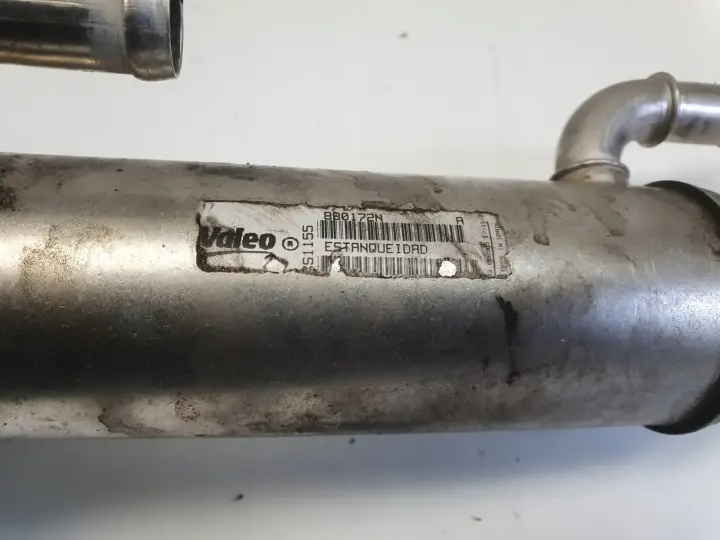 880172N A
Valeo ®
51155
ESTANQUEIDAD